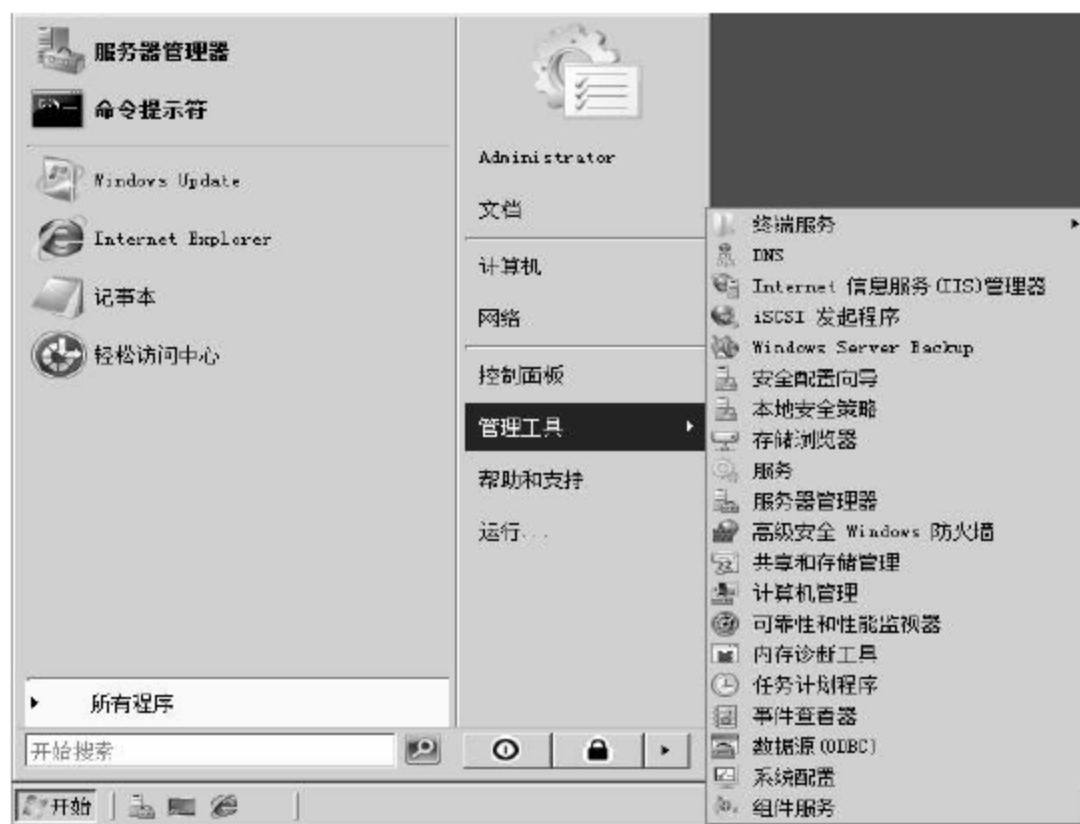 服务器管理器
命令提示符
Windows Update
Internet Explorer
记事本
轻松访问中心
所有程序
开始搜索
开始
Administrator
文档
计算机
网络
控制面板
管理工具
帮助和支持
运行...
终端服务
DNS
Internet 信息服务(IIS)管理器
iSCSI 发起程序
Windows Server Backup
安全配置向导
本地安全策略
存储浏览器
服务
服务器管理器
高级安全 Windows 防火墙
共享和存储管理
计算机管理
可靠性和性能监视器
内存诊断工具
任务计划程序
事件查看器
数据源(ODBC)
系统配置
组件服务